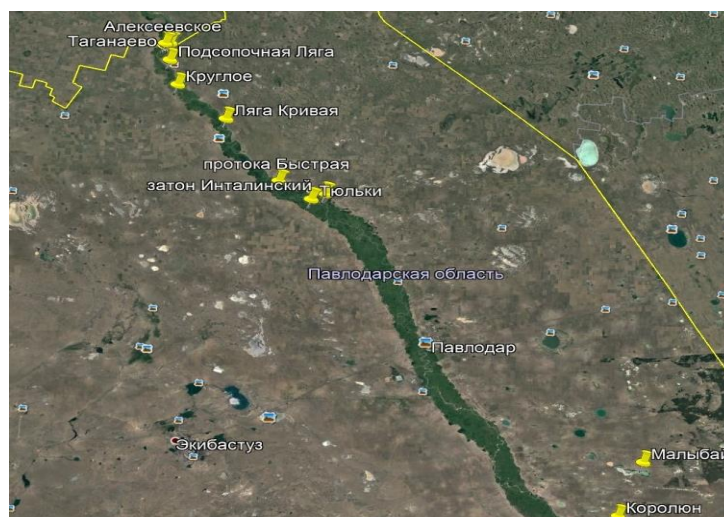 Алексеевское
Таганаево
Подсопочная Ляга
Круглое
Ляга Кривая
протока Быстрая
затон Инталинский
Тюльки
Павлодарская область
Павлодар
Экибастуз
Малыбай
Королюн